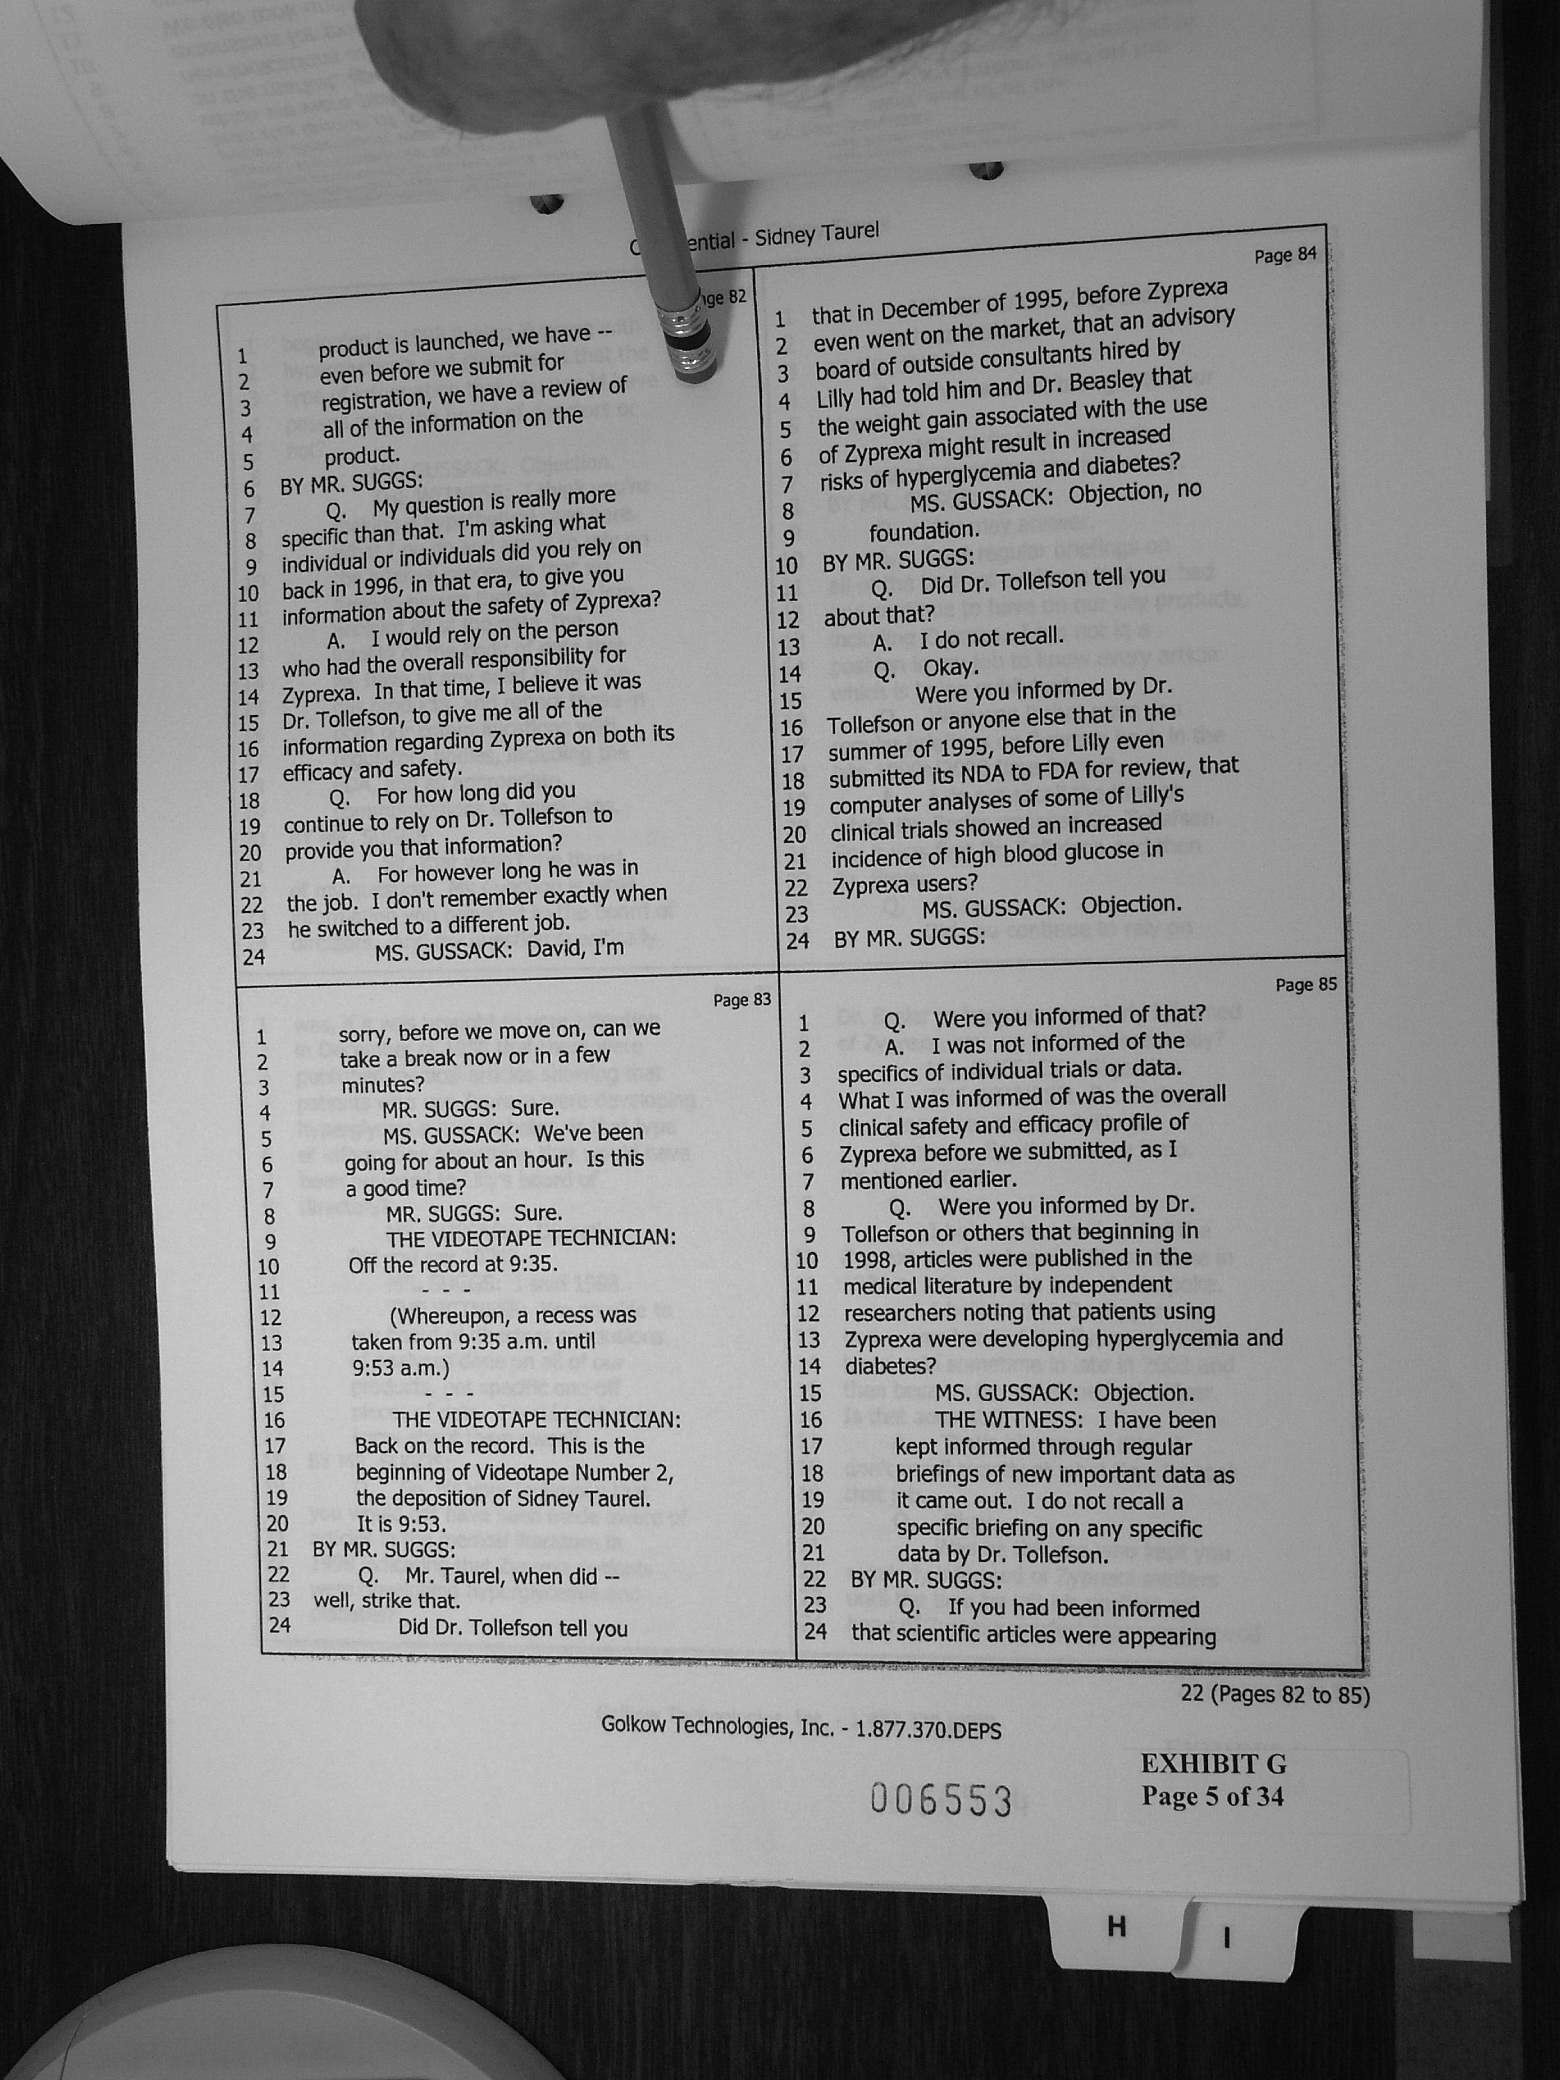 ential - Sidney Taurel
ge 82
1 product is launched, we have --
2 even before we submit for
3 registration, we have a review of
4 all of the information on the
5 product.
6 BY MR. SUGGS:
7 Q. My question is really more
8 specific than that. I'm asking what
9 individual or individuals did you rely on
10 back in 1996, in that era, to give you
11 information about the safety of Zyprexa?
12 A. I would rely on the person
13 who had the overall responsibility for
14 Zyprexa. In that time, I believe it was
15 Dr. Tollefson, to give me all of the
16 information regarding Zyprexa on both its
17 efficacy and safety.
18 Q. For how long did you
19 continue to rely on Dr. Tollefson to
20 provide you that information?
21 A. For however long he was in
22 the job. I don't remember exactly when
23 he switched to a different job.
24 MS. GUSSACK: David, I'm
Page 83
1 sorry, before we move on, can we
2 take a break now or in a few
3 minutes?
4 MR. SUGGS: Sure.
5 MS. GUSSACK: We've been
6 going for about an hour. Is this
7 a good time?
8 MR. SUGGS: Sure.
9 THE VIDEOTAPE TECHNICIAN:
10 Off the record at 9:35.
11 - - -
12 (Whereupon, a recess was
13 taken from 9:35 a.m. until
14 9:53 a.m.)
15 - - -
16 THE VIDEOTAPE TECHNICIAN:
17 Back on the record. This is the
18 beginning of Videotape Number 2,
19 the deposition of Sidney Taurel.
20 It is 9:53.
21 BY MR. SUGGS:
22 Q. Mr. Taurel, when did --
23 well, strike that.
24 Did Dr. Tollefson tell you
Page 84
1 that in December of 1995, before Zyprexa
2 even went on the market, that an advisory
3 board of outside consultants hired by
4 Lilly had told him and Dr. Beasley that
5 the weight gain associated with the use
6 of Zyprexa might result in increased
7 risks of hyperglycemia and diabetes?
8 MS. GUSSACK: Objection, no
9 foundation.
10 BY MR. SUGGS:
11 Q. Did Dr. Tollefson tell you
12 about that?
13 A. I do not recall.
14 Q. Okay.
15 Were you informed by Dr.
16 Tollefson or anyone else that in the
17 summer of 1995, before Lilly even
18 submitted its NDA to FDA for review, that
19 computer analyses of some of Lilly's
20 clinical trials showed an increased
21 incidence of high blood glucose in
22 Zyprexa users?
23 MS. GUSSACK: Objection.
24 BY MR. SUGGS:
Page 85
1 Q. Were you informed of that?
2 A. I was not informed of the
3 specifics of individual trials or data.
4 What I was informed of was the overall
5 clinical safety and efficacy profile of
6 Zyprexa before we submitted, as I
7 mentioned earlier.
8 Q. Were you informed by Dr.
9 Tollefson or others that beginning in
10 1998, articles were published in the
11 medical literature by independent
12 researchers noting that patients using
13 Zyprexa were developing hyperglycemia and
14 diabetes?
15 MS. GUSSACK: Objection.
16 THE WITNESS: I have been
17 kept informed through regular
18 briefings of new important data as
19 it came out. I do not recall a
20 specific briefing on any specific
21 data by Dr. Tollefson.
22 BY MR. SUGGS:
23 Q. If you had been informed
24 that scientific articles were appearing
22 (Pages 82 to 85)
Golkow Technologies, Inc. - 1.877.370.DEPS
EXHIBIT G
006553
Page 5 of 34
H
I